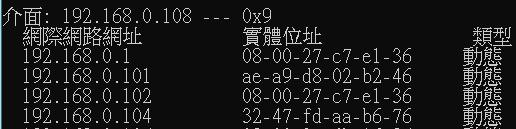 介面: 192.168.0.108 --- 0x9
網際網路網址 實體位址 類型
192.168.0.1 08-00-27-c7-e1-36 動態
192.168.0.101 ae-a9-d8-02-b2-46 動態
192.168.0.102 08-00-27-c7-e1-36 動態
192.168.0.104 32-47-fd-aa-b6-76 動態